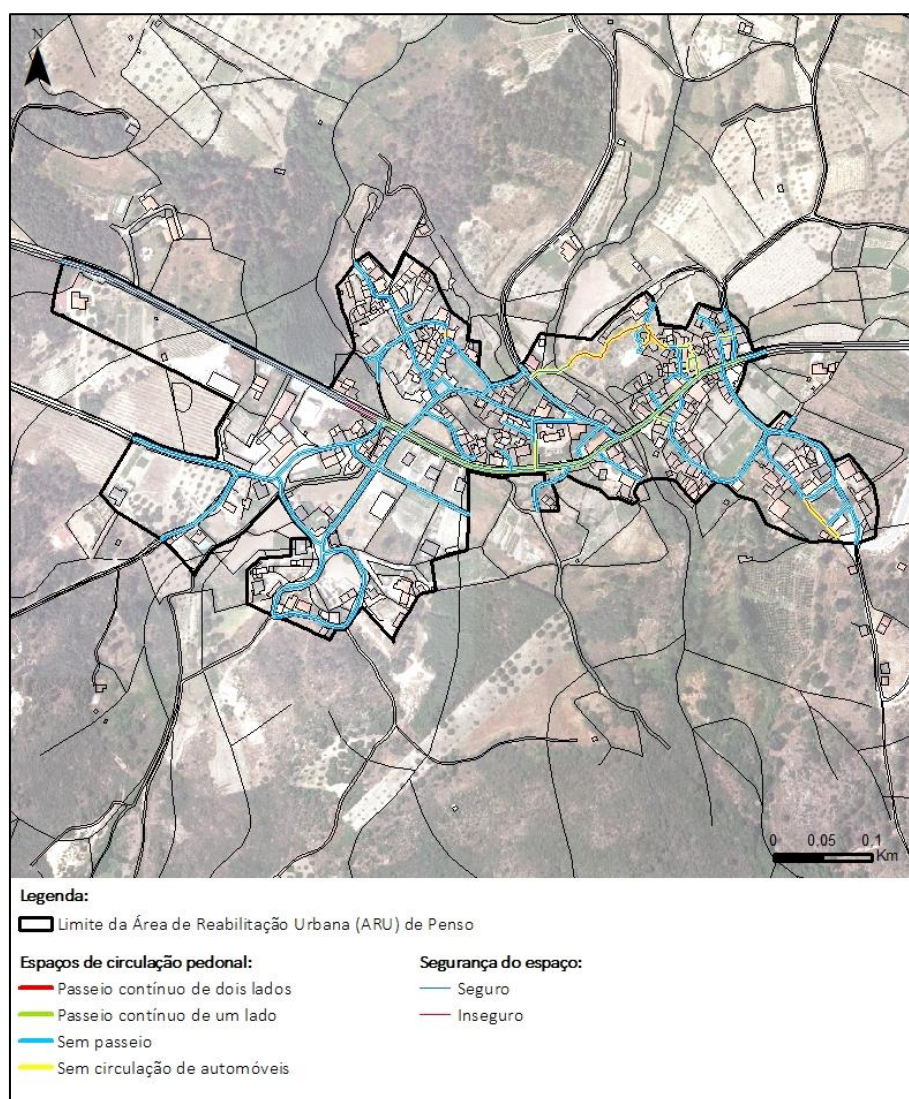 N
0 0.05 0.1
Km
Legenda:
Limite da Área de Reabilitação Urbana (ARU) de Penso
Espaços de circulação pedonal:
Passeio contínuo de dois lados
Passeio contínuo de um lado
Sem passeio
Sem circulação de automóveis
Segurança do espaço:
Seguro
Inseguro